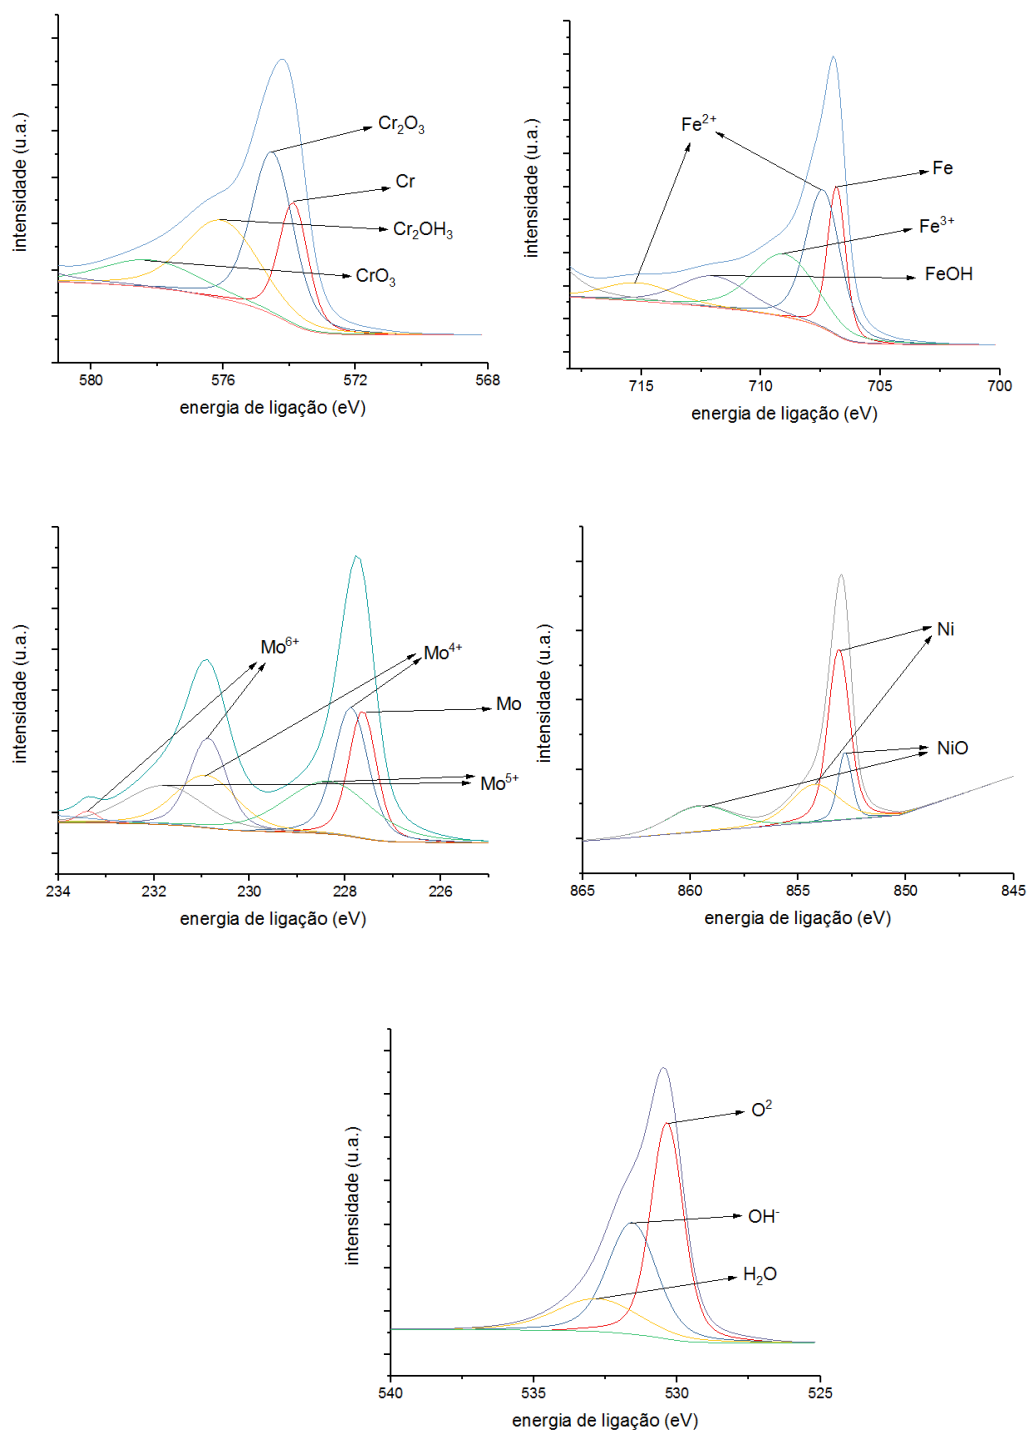 intensidade (u.a.)
Cr2O3
Cr
Cr2OH3
CrO3
580 576 572 568
energia de ligação (eV)
intensidade (u.a.)
Fe2+
Fe
Fe3+
FeOH
715 710 705 700
energia de ligação (eV)
intensidade (u.a.)
Mo6+
Mo4+
Mo
Mo5+
234 232 230 228 226
energia de ligação (eV)
intensidade (u.a.)
Ni
NiO
865 860 855 850 845
energia de ligação (eV)
intensidade (u.a.)
O2
OH-
H2O
540 535 530 525
energia de ligação (eV)